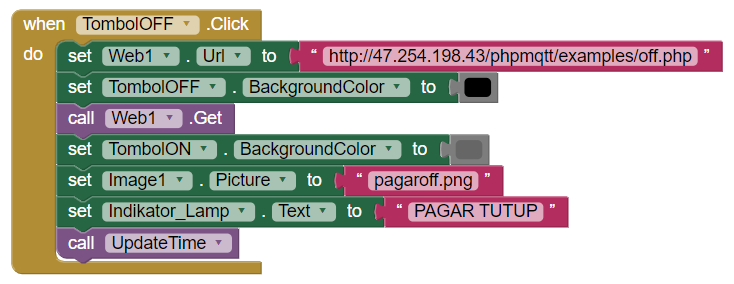 when TombolOFF .Click
do set Web1 . Url to “ http://47.254.198.43/phpmqtt/examples/off.php ”
set TombolOFF . BackgroundColor to
call Web1 .Get
set TombolON . BackgroundColor to
set Image1 . Picture to “ pagaroff.png ”
set Indikator_Lamp . Text to “ PAGAR TUTUP ”
call UpdateTime